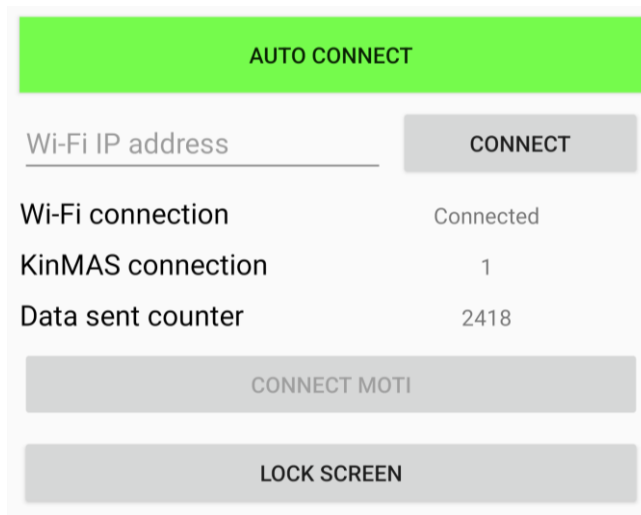 AUTO CONNECT
Wi-Fi IP address CONNECT
Wi-Fi connection Connected
KinMAS connection 1
Data sent counter 2418
CONNECT MOTI
LOCK SCREEN